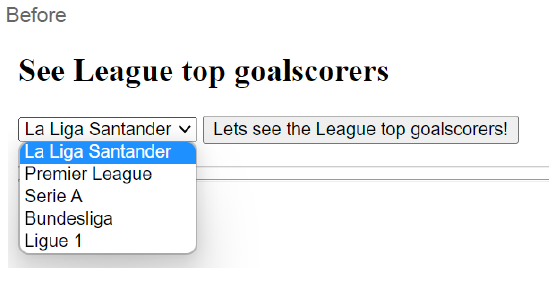 Before
See League top goalscorers
La Liga Santander Lets see the League top goalscorers!
La Liga Santander
Premier League
Serie A
Bundesliga
Ligue 1